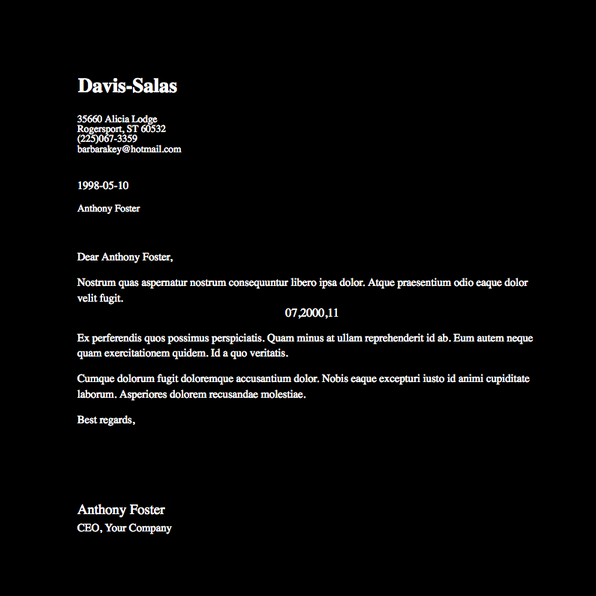 Davis-Salas
35660 Alicia Lodge
Rogersport, ST 60532
(225)067-3359
barbarakey@hotmail.com
1998-05-10
Anthony Foster
Dear Anthony Foster,
Nostrum quas aspernatur nostrum consequuntur libero ipsa dolor. Atque praesentium odio eaque dolor
velit fugit.
07,2000,11
Ex perferendis quos possimus perspiciatis. Quam minus at ullam reprehenderit id ab. Eum autem neque
quam exercitationem quidem. Id a quo veritatis.
Cumque dolorum fugit doloremque accusantium dolor. Nobis eaque excepturi iusto id animi cupiditate
laborum. Asperiores dolorem recusandae molestiae.
Best regards,
Anthony Foster
CEO, Your Company